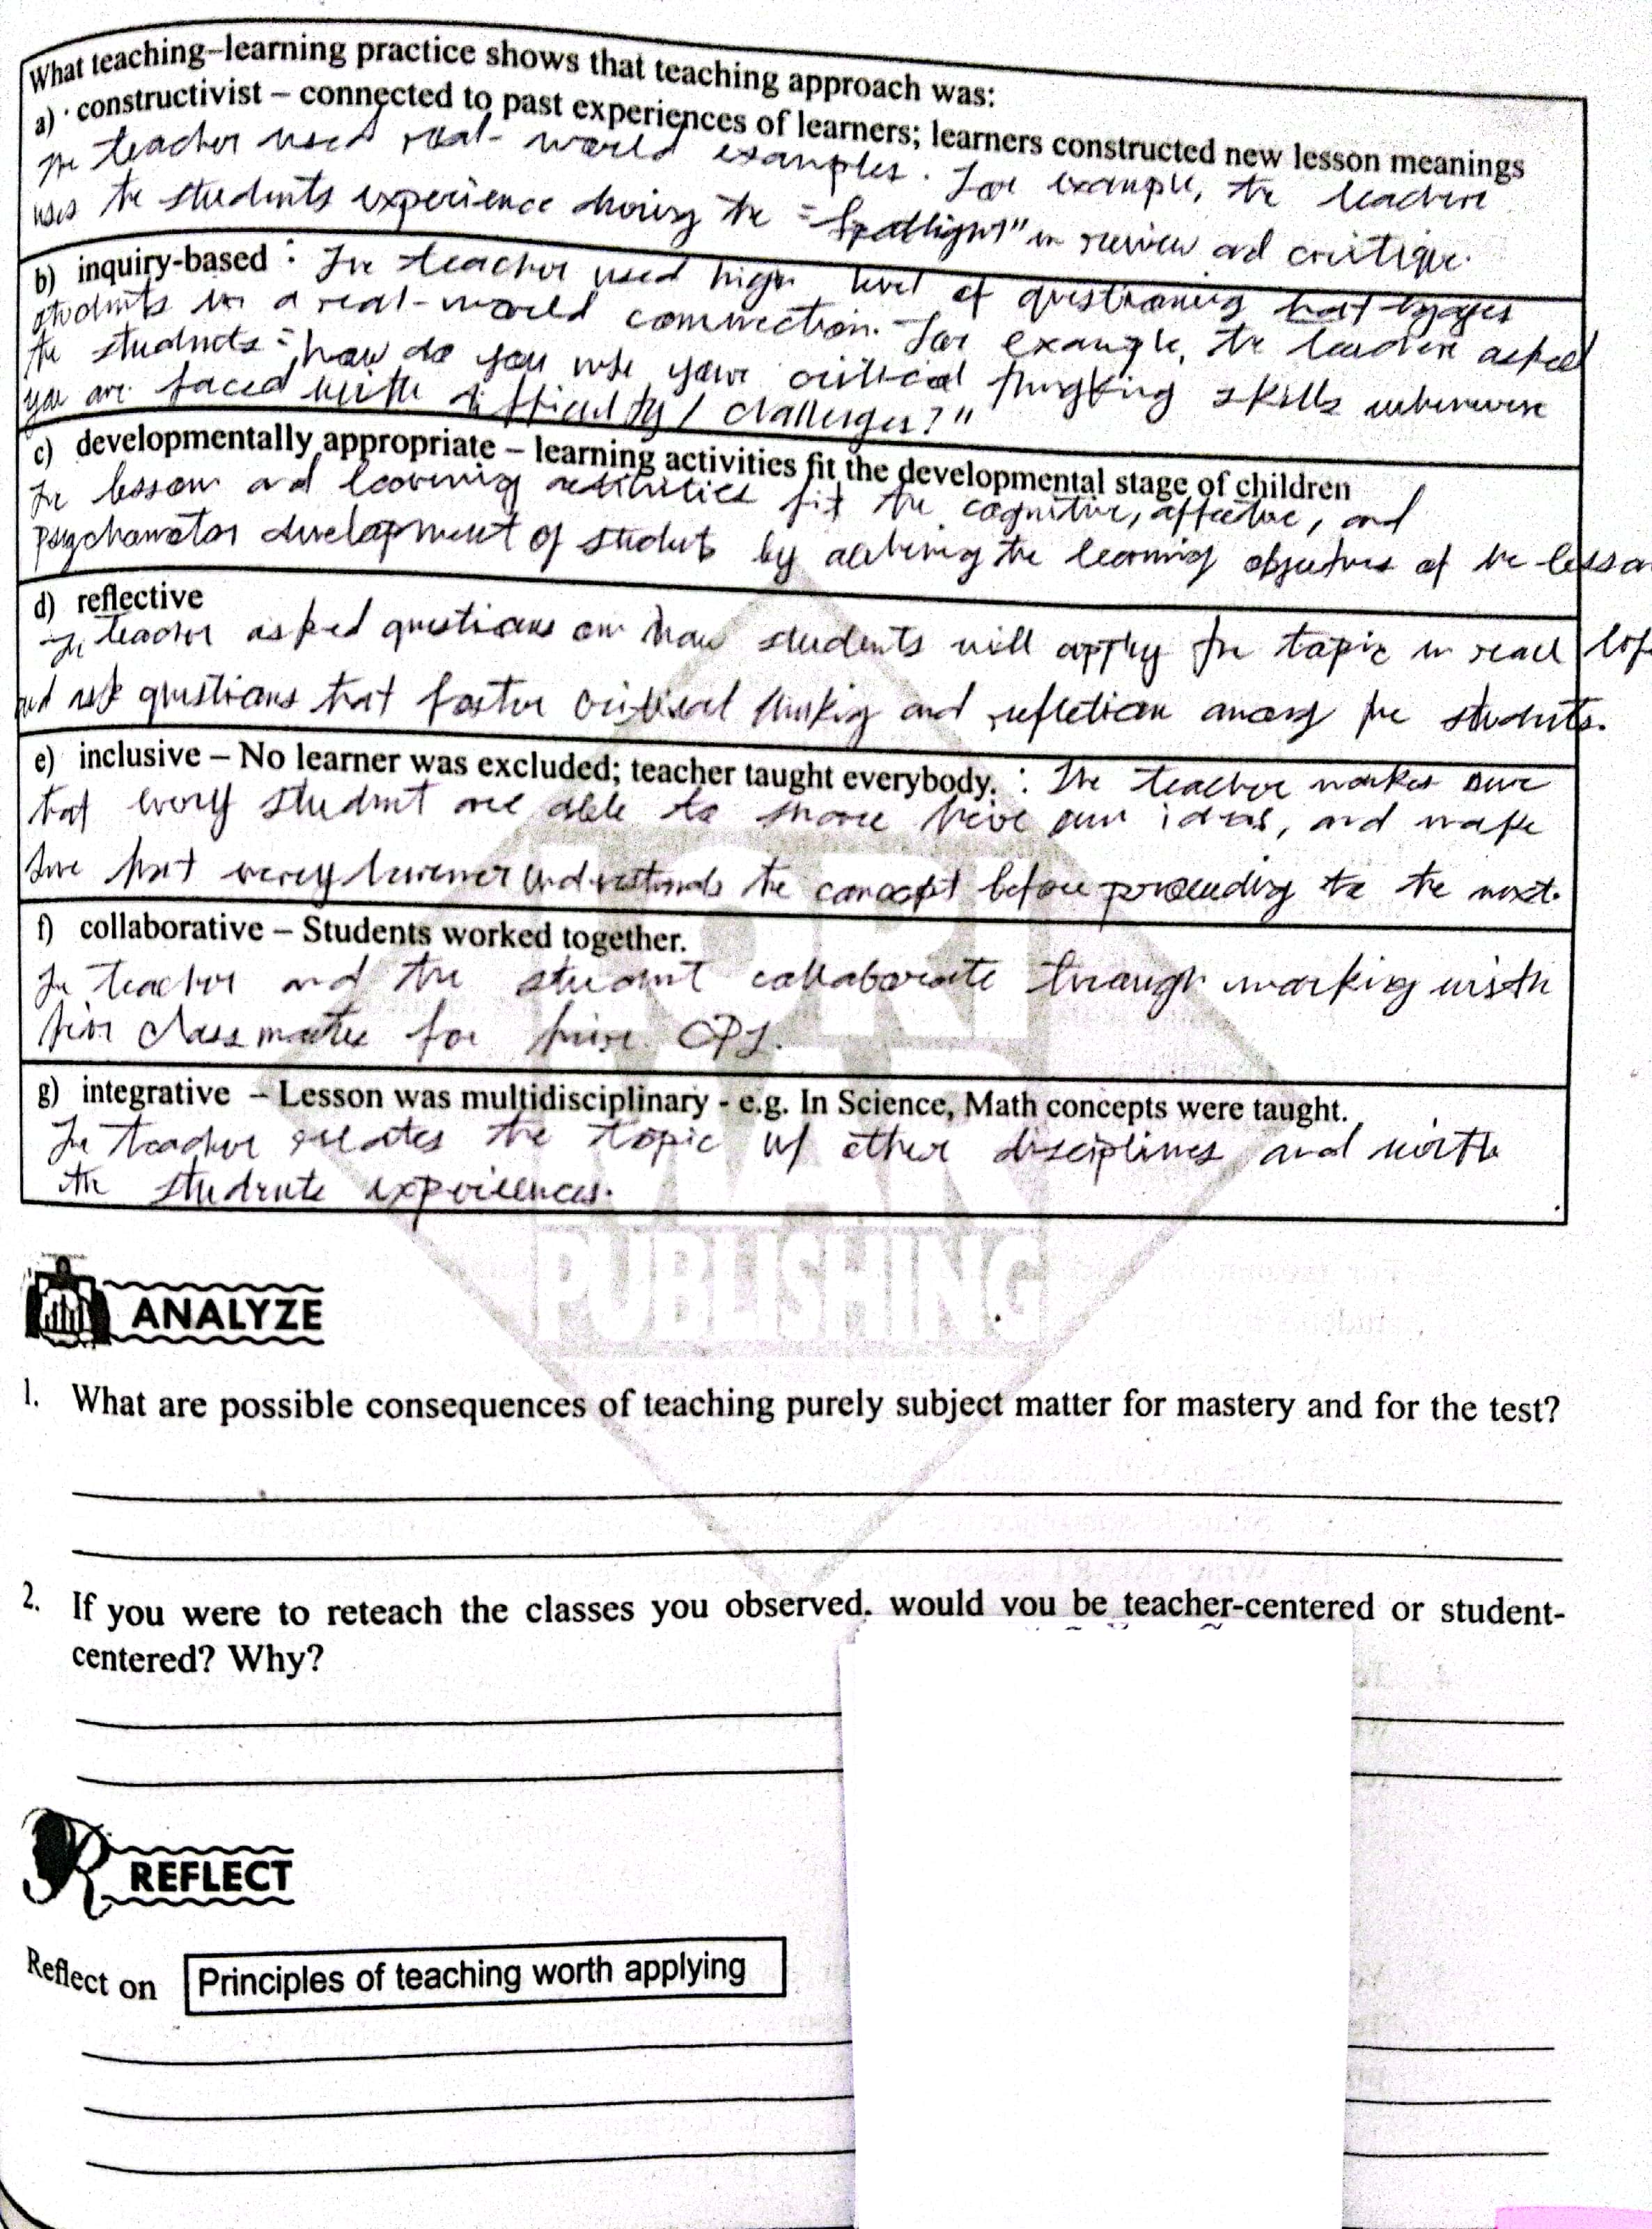 What teaching–learning practice shows that teaching approach was:
a) constructivist – connected to past experiences of learners; learners constructed new lesson meanings
The teacher used real-world examples. For example, the teacher
uses the students experience during the "Spotlight" in review and critique.
b) inquiry-based : The teacher used high level of questioning that engages
students in a real-world connection. For example, the teacher asked
the students "how do you use your critical thingking skills whenever
you are faced with difficulty/challenges?"
c) developmentally appropriate – learning activities fit the developmental stage of children
The lesson and learning activities fit the cognitive, affective, and
psychomotor development of students by achieving the learning objectives of the lesson
d) reflective
The teacher asked questions on how students will apply the topic in real life
and ask questions that foster critical thinking and reflection among the students.
e) inclusive – No learner was excluded; teacher taught everybody. : The teacher makes sure
that every student are able to share their own ideas, and make
sure that every learner understands the concept before proceeding to the next.
f) collaborative – Students worked together.
The teacher and the student collaborate through working with
their classmates for their
g) integrative – Lesson was multidisciplinary - e.g. In Science, Math concepts were taught.
The teacher relates the topic w/ other disciplines and with
the students experiences.
LORIMAR
PUBLISHING
ANALYZE
1. What are possible consequences of teaching purely subject matter for mastery and for the test?
2. If you were to reteach the classes you observed, would you be teacher-centered or student-
centered? Why?
REFLECT
Reflect on Principles of teaching worth applying